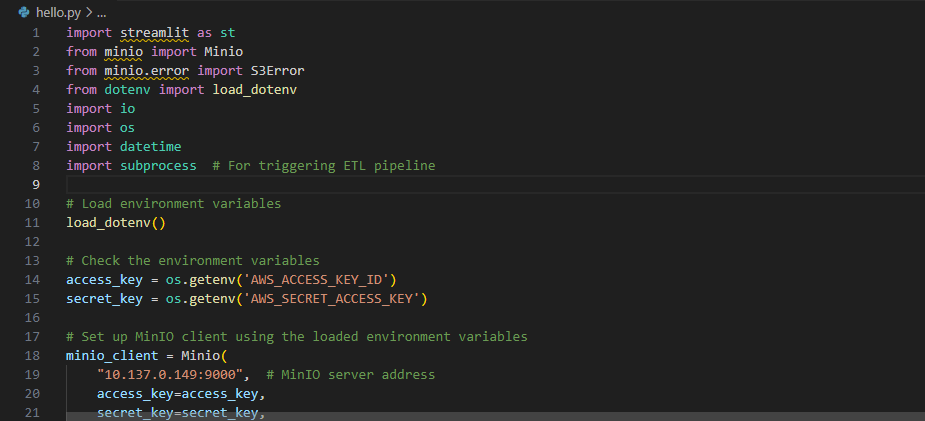 hello.py > ...
1 import streamlit as st
2 from minio import Minio
3 from minio.error import S3Error
4 from dotenv import load_dotenv
5 import io
6 import os
7 import datetime
8 import subprocess  # For triggering ETL pipeline
9
10 # Load environment variables
11 load_dotenv()
12
13 # Check the environment variables
14 access_key = os.getenv('AWS_ACCESS_KEY_ID')
15 secret_key = os.getenv('AWS_SECRET_ACCESS_KEY')
16
17 # Set up MinIO client using the loaded environment variables
18 minio_client = Minio(
19     "10.137.0.149:9000",  # MinIO server address
20     access_key=access_key,
21     secret_key=secret_key,